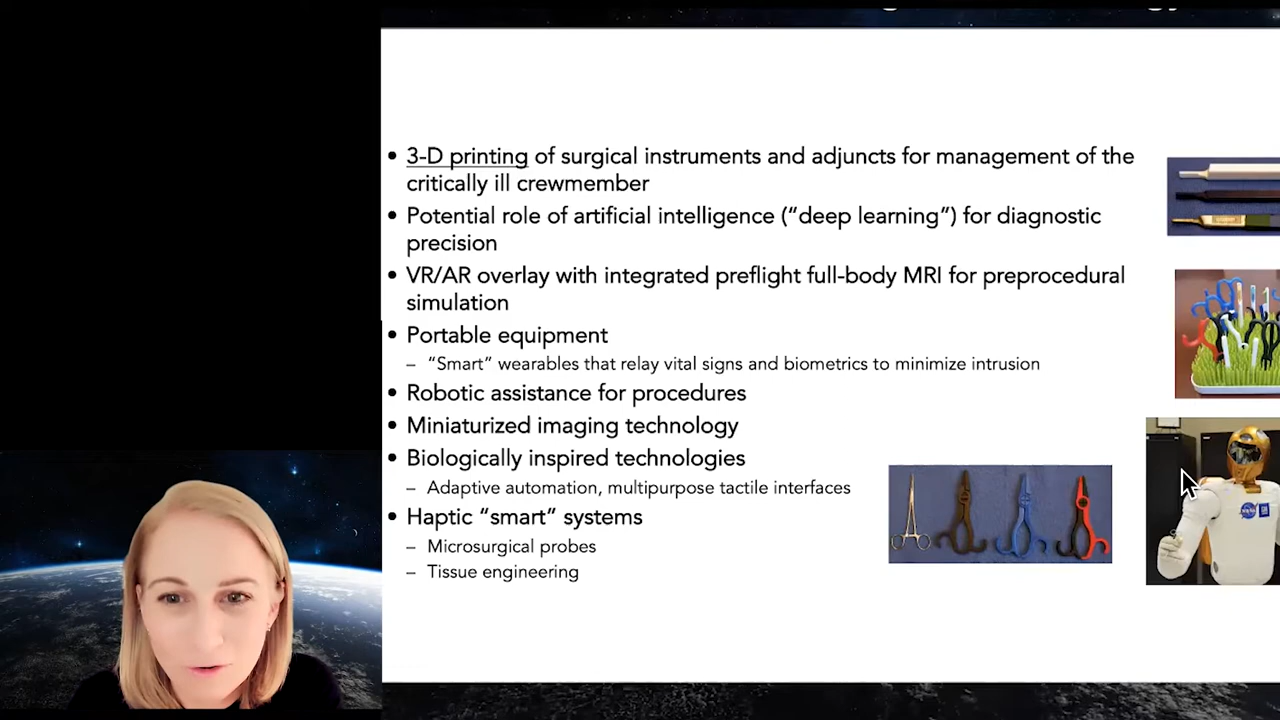 • 3-D printing of surgical instruments and adjuncts for management of the
critically ill crewmember
• Potential role of artificial intelligence (“deep learning”) for diagnostic
precision
• VR/AR overlay with integrated preflight full-body MRI for preprocedural
simulation
• Portable equipment
– “Smart” wearables that relay vital signs and biometrics to minimize intrusion
• Robotic assistance for procedures
• Miniaturized imaging technology
• Biologically inspired technologies
– Adaptive automation, multipurpose tactile interfaces
• Haptic “smart” systems
– Microsurgical probes
– Tissue engineering
NASA
GM